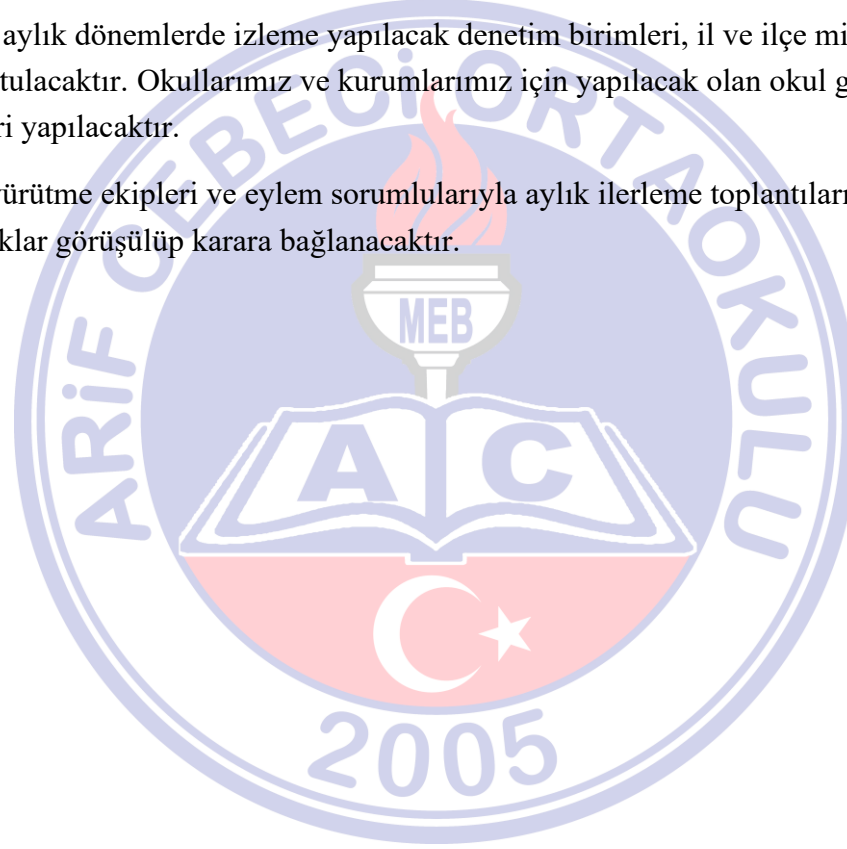 aylık dönemlerde izleme yapılacak denetim birimleri, il ve ilçe mi
tulacaktır. Okullarımız ve kurumlarımız için yapılacak olan okul g
ri yapılacaktır.
ürütme ekipleri ve eylem sorumlularıyla aylık ilerleme toplantıları
klar görüşülüp karara bağlanacaktır.
ARİF CEBECİ ORTAOKULU
MEB
A C
2005